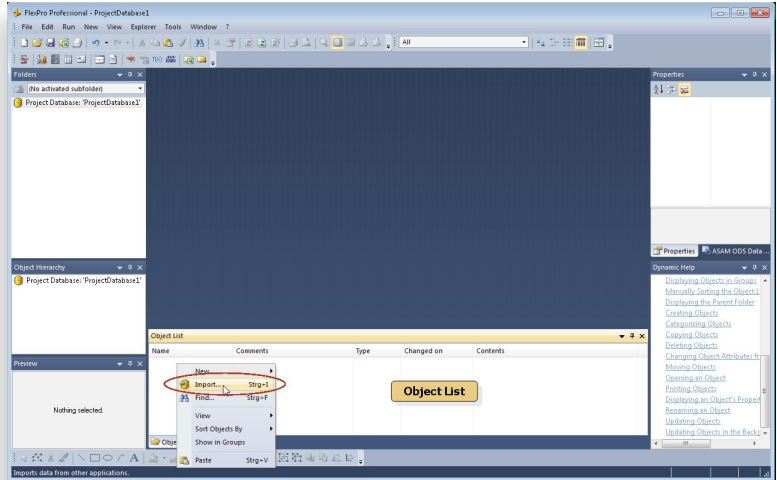 FlexPro Professional - ProjectDatabase1
File Edit Run New View Explorer Tools Window ?
All
Folders
(No activated subfolder)
Project Database: 'ProjectDatabase1'
Properties
Properties ASAM ODS Data ...
Object Hierarchy
Project Database: 'ProjectDatabase1'
Dynamic Help
Displaying Objects in Groups
Manually Sorting the Object L
Displaying the Parent Folder
Creating Objects
Categorizing Objects
Copying Objects
Deleting Objects
Changing Object Attributes fr
Moving Objects
Opening an Object
Printing Objects
Displaying an Object's Propert
Renaming an Object
Updating Objects
Updating Objects in the Backg
Object List
Name Comments Type Changed on Contents
Preview
Nothing selected.
New
Import... Strg+I
Find... Strg+F
View
Sort Objects By
Show in Groups
Paste Strg+V
Object List
Obje
Imports data from other applications.